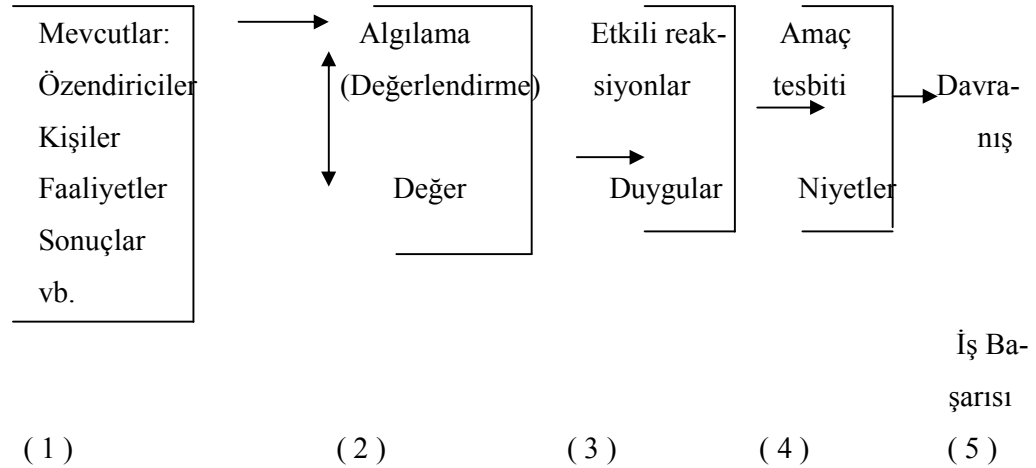 Mevcutlar:
Özendiriciler
Kişiler
Faaliyetler
Sonuçlar
vb.
Algılama
(Değerlendirme)
Değer
Etkili reak-
siyonlar
Duygular
Amaç
tesbiti
Niyetler
Davra-
nış
İş Ba-
şarısı
( 1 ) ( 2 ) ( 3 ) ( 4 ) ( 5 )